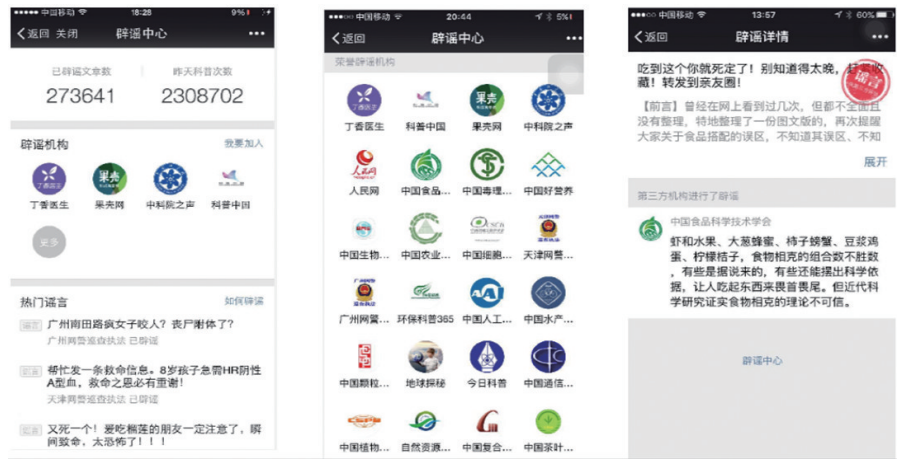 中国移动 18:28 9%
返回 关闭 辟谣中心
已辟谣文章数 昨天科普次数
273641 2308702
辟谣机构 我要加入
丁香医生 果壳网 中科院之声 科普中国
更多
热门谣言 如何辟谣
谣言 广州南田路疯女子咬人？丧尸附体了？
广州网警巡查执法 已辟谣
谣言 帮忙发一条救命信息。8岁孩子急需HR阴性
A型血，救命之恩必有重谢！
天津网警巡查执法 已辟谣
谣言 又死一个！爱吃榴莲的朋友一定注意了，瞬
间致命，太恐怖了！！！
中国移动 20:44 5%
返回 辟谣中心
荣誉辟谣机构
丁香医生 科普中国 果壳网 中科院之声
人民网 中国食品... 中国毒理... 中国好营养
中国生物... 中国农业... 中国细胞... 天津网警...
广州网警... 环保科普365 中国人工... 中国水产...
中国颗粒... 地球探秘 今日科普 中国通信...
中国植物... 自然资源... 中国复合... 中国茶叶...
中国移动 13:57 60%
返回 辟谣详情
吃到这个你就死定了！别知道得太晚，赶紧收
藏！转发到亲友圈！
谣言
【前言】曾经在网上看到过几次，但都不全面且
没有整理，特地整理了一份图文版的，再次提醒
大家关于食品搭配的误区，不知道其误区、不知
展开
第三方机构进行了辟谣
中国食品科学技术学会
虾和水果、大葱蜂蜜、柿子螃蟹、豆浆鸡
蛋、柠檬桔子，食物相克的组合数不胜数
，有些是据说来的，有些还能摆出科学依
据，让人吃起东西来畏首畏尾。但近代科
学研究证实食物相克的理论不可信。
辟谣中心